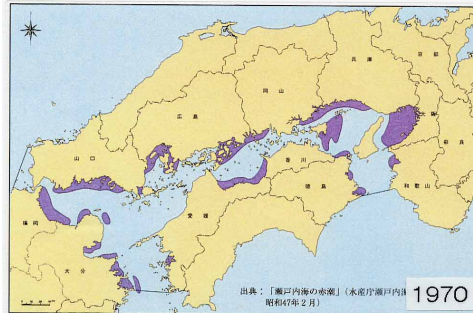 京都
兵庫
岡山
大阪
広島
奈良
山口
香川
徳島
和歌山
福岡
愛媛
大分
出典：「瀬戸内海の赤潮」（水産庁瀬戸内
昭和47年2月）
1970